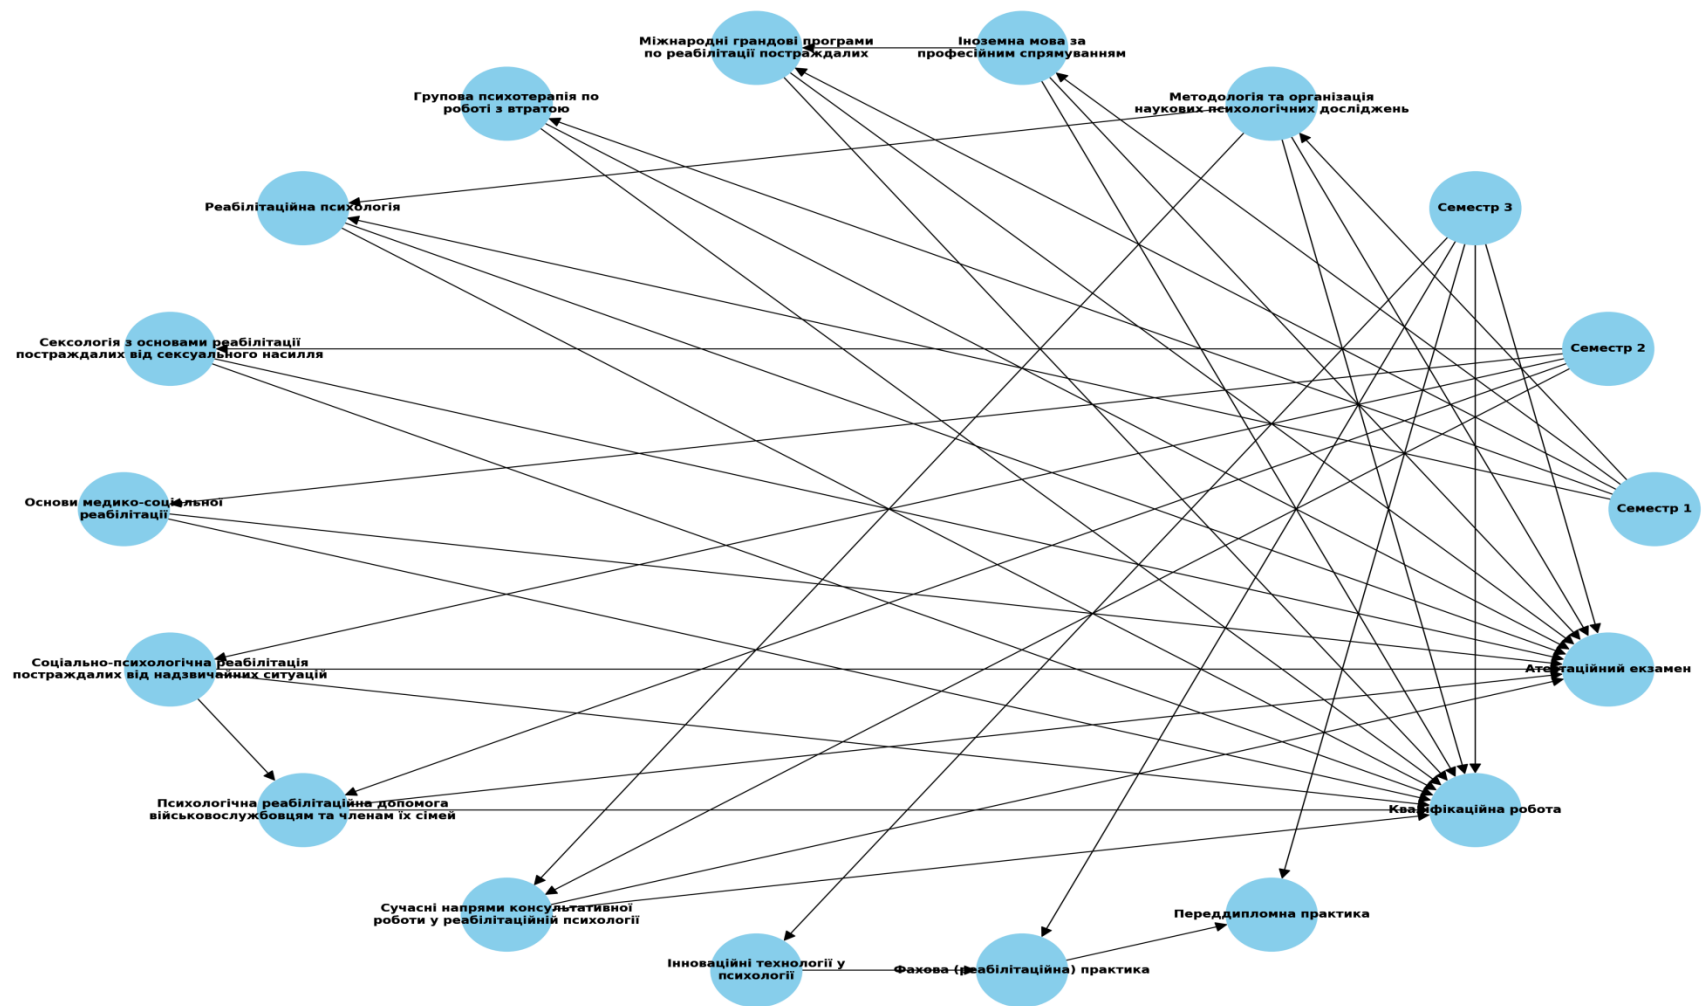 Міжнародні грандові програми
по реабілітації постраждалих
Іноземна мова за
професійним спрямуванням
Групова психотерапія по
роботі з втратою
Методологія та організація
наукових психологічних досліджень
Реабілітаційна психологія
Семестр 3
Сексологія з основами реабілітації
постраждалих від сексуального насилля
Семестр 2
Основи медико-соціальної
реабілітації
Семестр 1
Соціально-психологічна реабілітація
постраждалих від надзвичайних ситуацій
Атестаційний екзамен
Психологічна реабілітаційна допомога
військовослужбовцям та членам їх сімей
Кваліфікаційна робота
Сучасні напрями консультативної
роботи у реабілітаційній психології
Переддипломна практика
Інноваційні технології у
психології
Фахова (реабілітаційна) практика